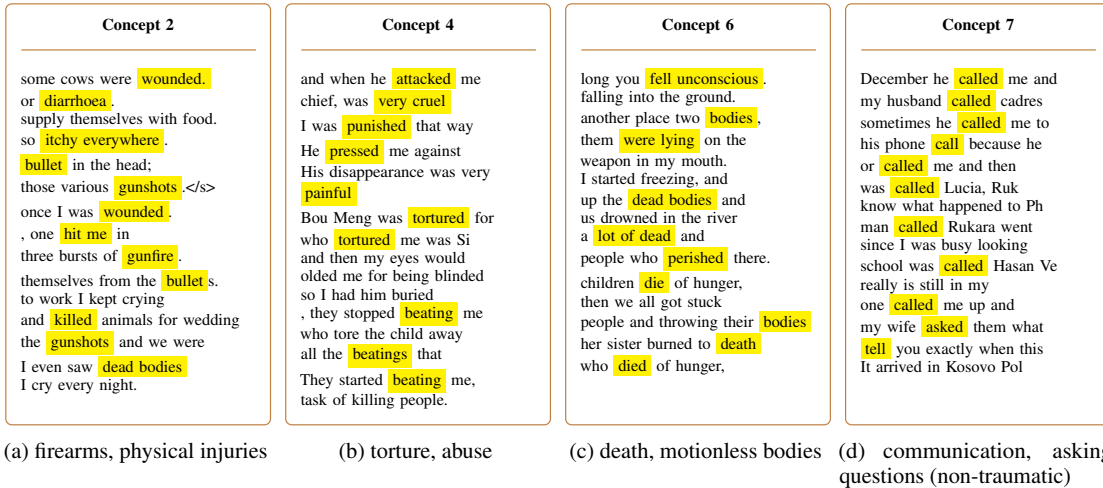 Concept 2
some cows were wounded.
or diarrhoea .
supply themselves with food.
so itchy everywhere .
bullet in the head;
those various gunshots .</s>
once I was wounded .
, one hit me in
three bursts of gunfire .
themselves from the bullet s.
to work I kept crying
and killed animals for wedding
the gunshots and we were
I even saw dead bodies
I cry every night.
(a) firearms, physical injuries
Concept 4
and when he attacked me
chief, was very cruel
I was punished that way
He pressed me against
His disappearance was very
painful
Bou Meng was tortured for
who tortured me was Si
and then my eyes would
olded me for being blinded
so I had him buried
, they stopped beating me
who tore the child away
all the beatings that
They started beating me,
task of killing people.
(b) torture, abuse
Concept 6
long you fell unconscious .
falling into the ground.
another place two bodies ,
them were lying on the
weapon in my mouth.
I started freezing, and
up the dead bodies and
us drowned in the river
a lot of dead and
people who perished there.
children die of hunger,
then we all got stuck
people and throwing their bodies
her sister burned to death
who died of hunger,
(c) death, motionless bodies
Concept 7
December he called me and
my husband called cadres
sometimes he called me to
his phone call because he
or called me and then
was called Lucia, Ruk
know what happened to Ph
man called Rukara went
since I was busy looking
school was called Hasan Ve
really is still in my
one called me up and
my wife asked them what
tell you exactly when this
It arrived in Kosovo Pol
(d) communication, asking
questions (non-traumatic)